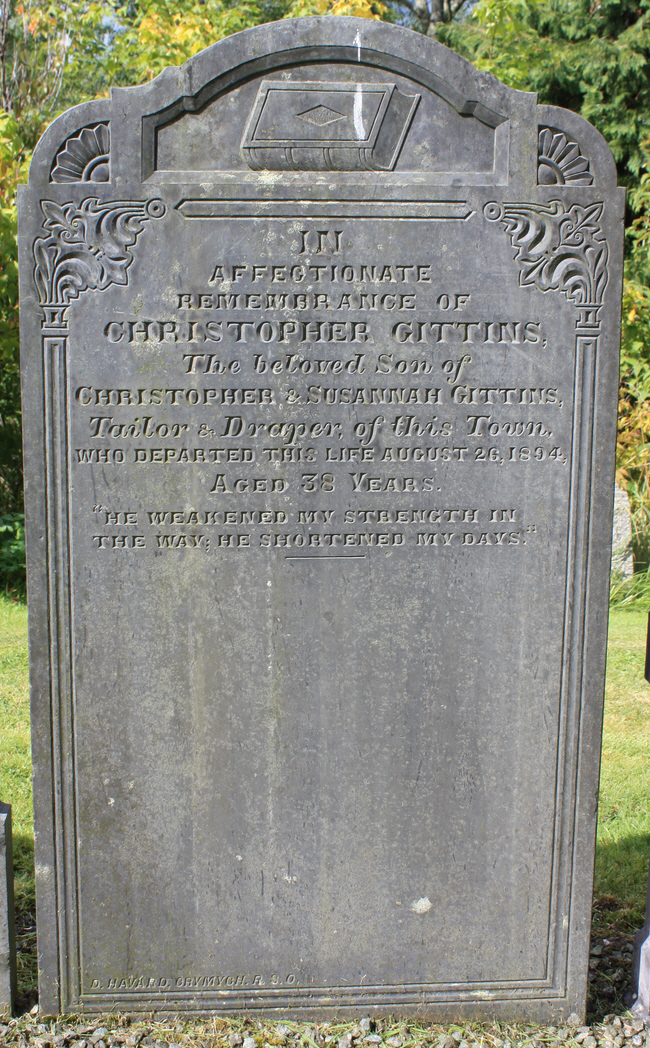 IN
AFFECTIONATE
REMEMBRANCE OF
CHRISTOPHER GITTINS,
The beloved Son of
CHRISTOPHER & SUSANNAH GITTINS,
Tailor & Draper, of this Town,
WHO DEPARTED THIS LIFE AUGUST 26, 1894,
AGED 38 YEARS.
"HE WEAKENED MY STRENGTH IN
THE WAY; HE SHORTENED MY DAYS."
D. HAVARD, CRYMYCH. R. S. O.